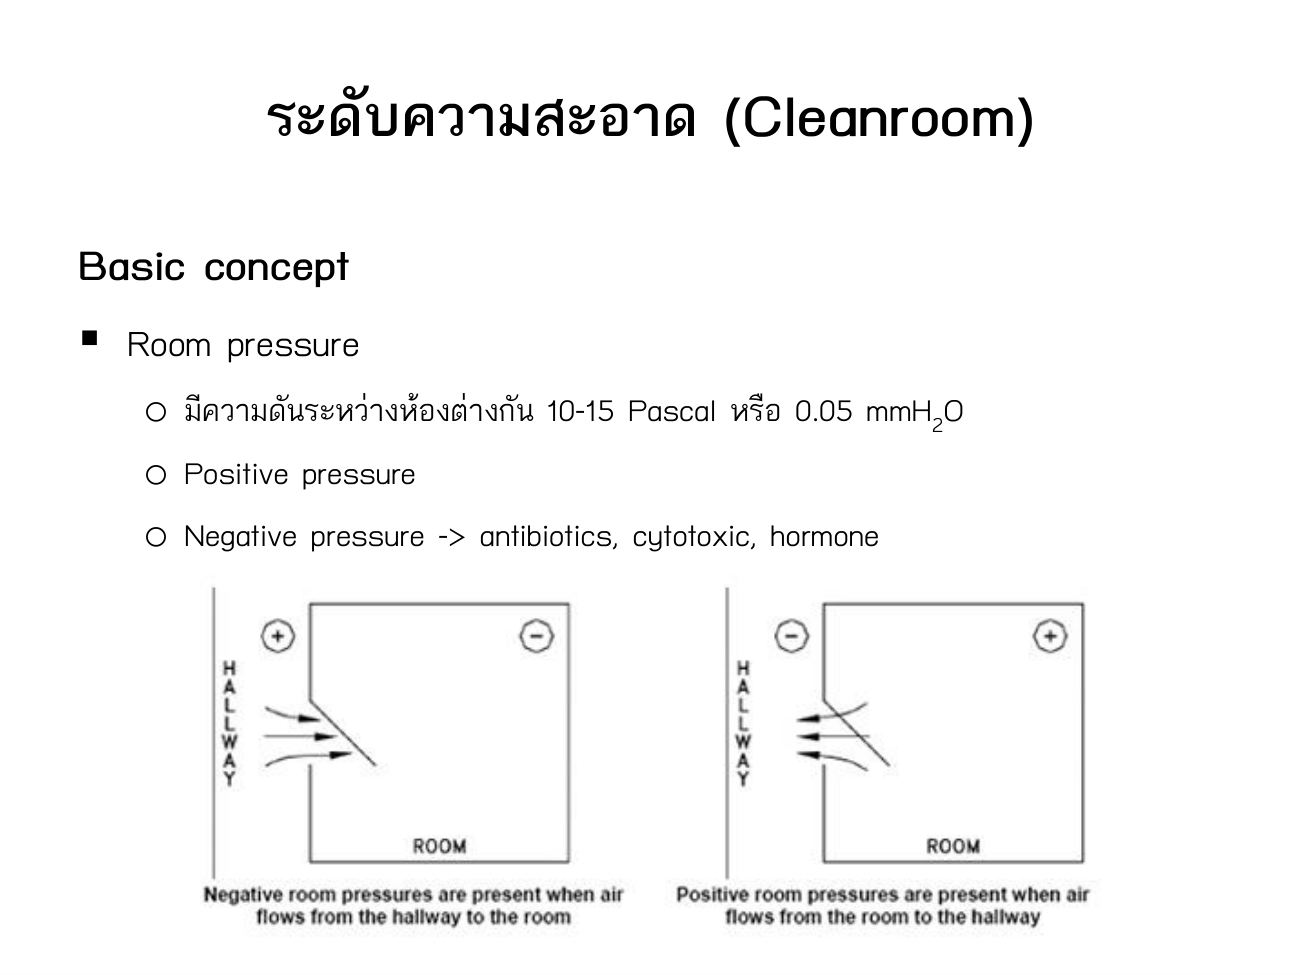 ระดับความสะอาด (Cleanroom)
Basic concept
▪ Room pressure
○ มีความดันระหว่างห้องต่างกัน 10-15 Pascal หรือ 0.05 mmH₂O
○ Positive pressure
○ Negative pressure -> antibiotics, cytotoxic, hormone
+ −
HALLWAY
ROOM
Negative room pressures are present when air
flows from the hallway to the room
− +
HALLWAY
ROOM
Positive room pressures are present when air
flows from the room to the hallway